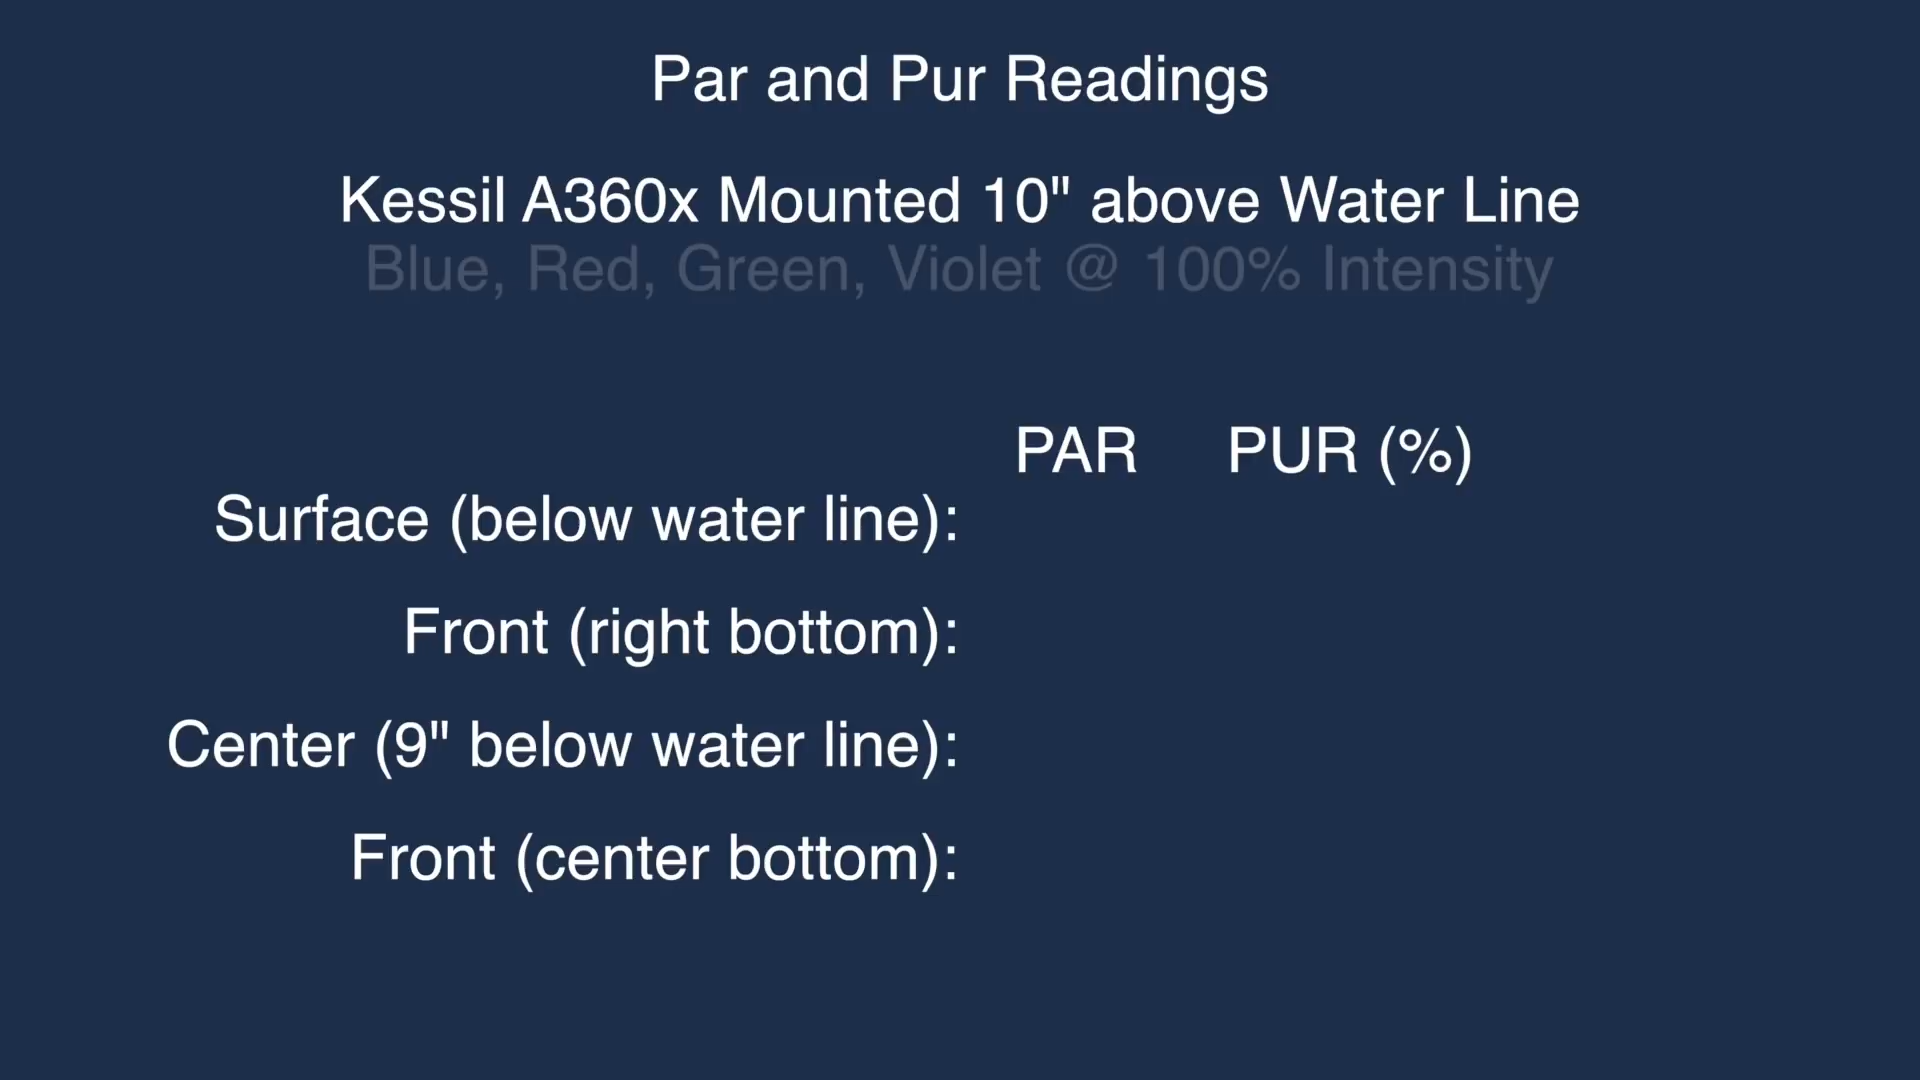 Par and Pur Readings
Kessil A360x Mounted 10" above Water Line
Blue, Red, Green, Violet @ 100% Intensity
PAR PUR (%)
Surface (below water line):
Front (right bottom):
Center (9" below water line):
Front (center bottom):